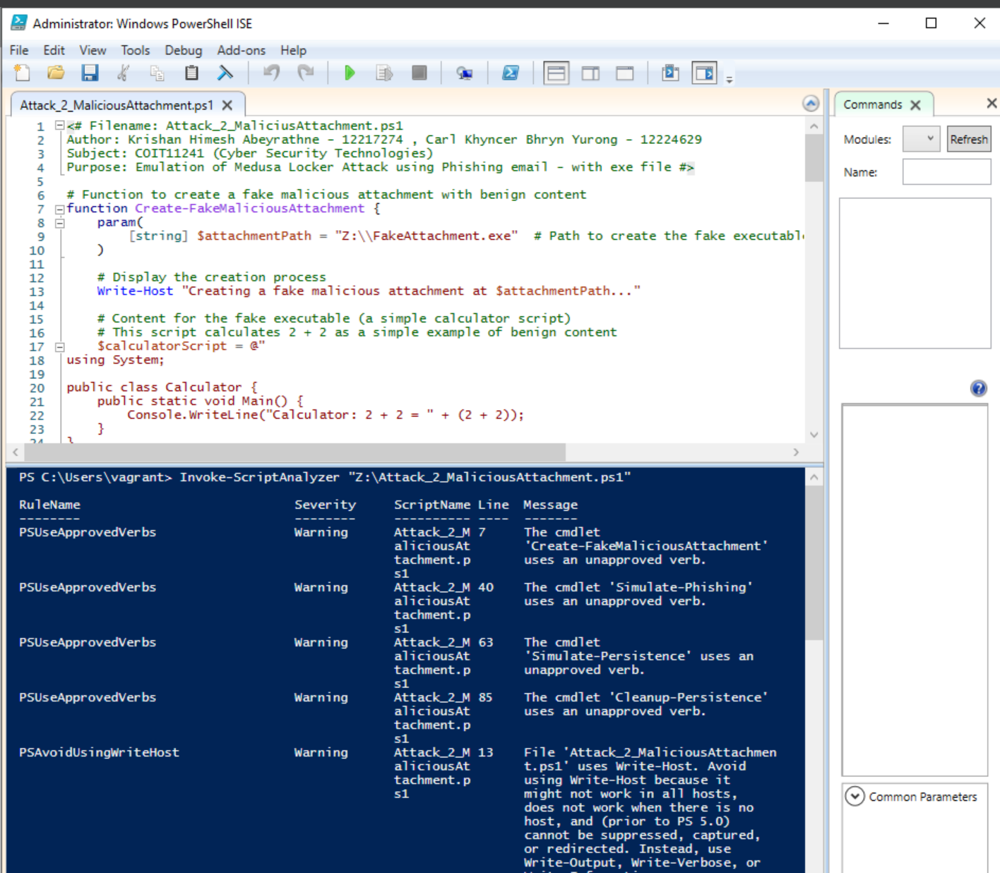 Administrator: Windows PowerShell ISE
File Edit View Tools Debug Add-ons Help
Attack_2_MaliciousAttachment.ps1
1 <# Filename: Attack_2_MaliciusAttachment.ps1
2 Author: Krishan Himesh Abeyrathne - 12217274 , Carl Khyncer Bhryn Yurong - 12224629
3 Subject: COIT11241 (Cyber Security Technologies)
4 Purpose: Emulation of Medusa Locker Attack using Phishing email - with exe file #>
5
6 # Function to create a fake malicious attachment with benign content
7 function Create-FakeMaliciousAttachment {
8 param(
9 [string] $attachmentPath = "Z:\\FakeAttachment.exe" # Path to create the fake executabl
10 )
11
12 # Display the creation process
13 Write-Host "Creating a fake malicious attachment at $attachmentPath..."
14
15 # Content for the fake executable (a simple calculator script)
16 # This script calculates 2 + 2 as a simple example of benign content
17 $calculatorScript = @"
18 using System;
19
20 public class Calculator {
21 public static void Main() {
22 Console.WriteLine("Calculator: 2 + 2 = " + (2 + 2));
23 }
24 }
Commands
Modules: Refresh
Name:
Common Parameters
PS C:\Users\vagrant> Invoke-ScriptAnalyzer "Z:\Attack_2_MaliciousAttachment.ps1"
RuleName Severity ScriptName Line Message
-------- -------- ---------- ---- -------
PSUseApprovedVerbs Warning Attack_2_M 7 The cmdlet
aliciousAt 'Create-FakeMaliciousAttachment'
tachment.p uses an unapproved verb.
s1
PSUseApprovedVerbs Warning Attack_2_M 40 The cmdlet 'Simulate-Phishing'
aliciousAt uses an unapproved verb.
tachment.p
s1
PSUseApprovedVerbs Warning Attack_2_M 63 The cmdlet
aliciousAt 'Simulate-Persistence' uses an
tachment.p unapproved verb.
s1
PSUseApprovedVerbs Warning Attack_2_M 85 The cmdlet 'Cleanup-Persistence'
aliciousAt uses an unapproved verb.
tachment.p
s1
PSAvoidUsingWriteHost Warning Attack_2_M 13 File 'Attack_2_MaliciousAttachmen
aliciousAt t.ps1' uses Write-Host. Avoid
tachment.p using Write-Host because it
s1 might not work in all hosts,
does not work when there is no
host, and (prior to PS 5.0)
cannot be suppressed, captured,
or redirected. Instead, use
Write-Output, Write-Verbose, or